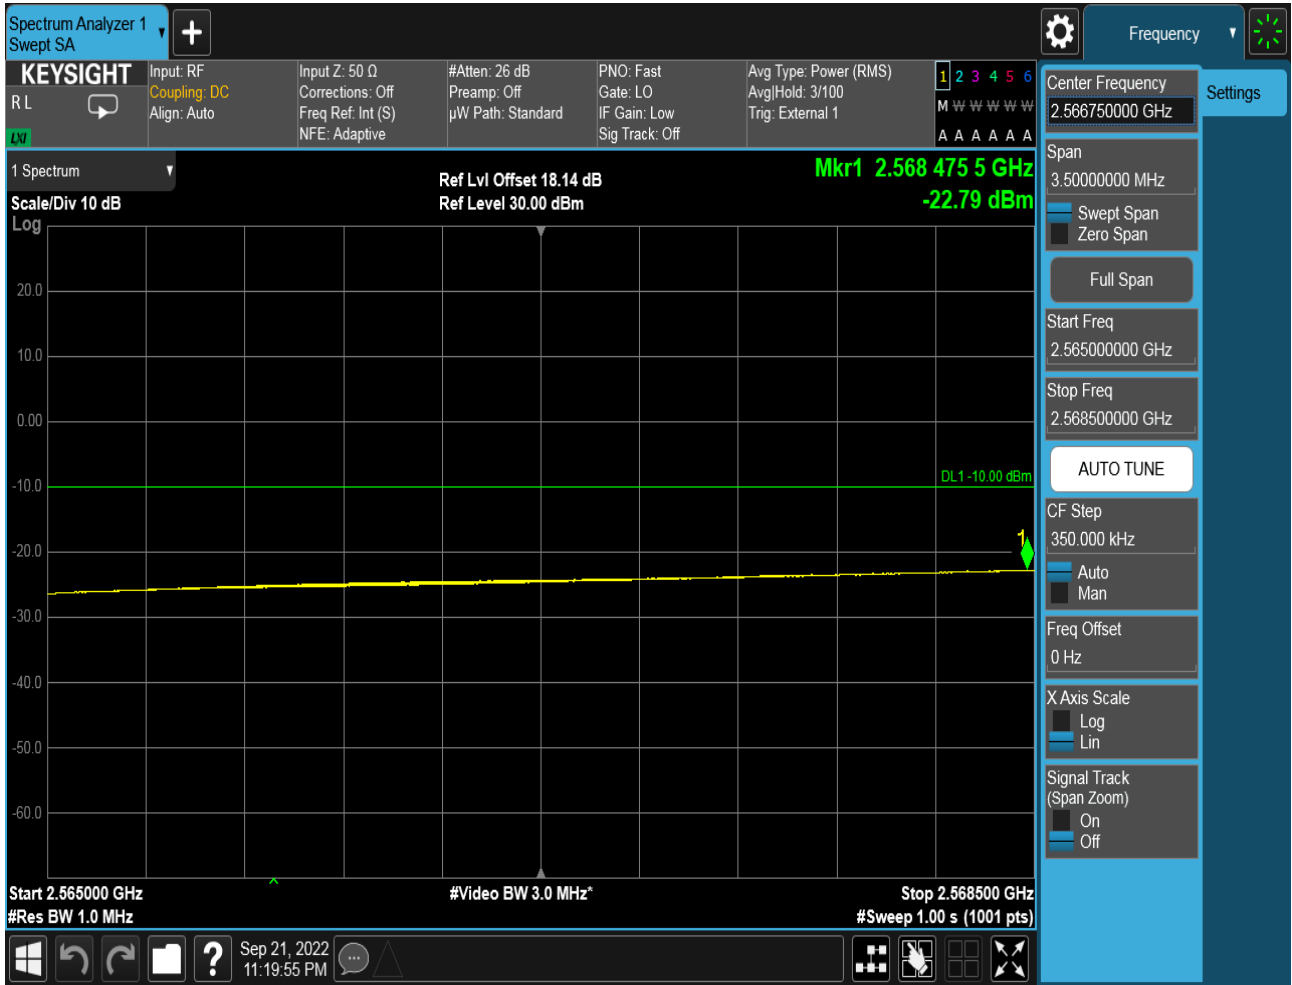 Spectrum Analyzer 1
Swept SA
Frequency
KEYSIGHT
R L
LXI
Input: RF
Coupling: DC
Align: Auto
Input Z: 50 Ω
Corrections: Off
Freq Ref: Int (S)
NFE: Adaptive
#Atten: 26 dB
Preamp: Off
µW Path: Standard
PNO: Fast
Gate: LO
IF Gain: Low
Sig Track: Off
Avg Type: Power (RMS)
Avg|Hold: 3/100
Trig: External 1
1 2 3 4 5 6
M W W W W W
A A A A A A
1 Spectrum
Scale/Div 10 dB
Log
Ref Lvl Offset 18.14 dB
Ref Level 30.00 dBm
Mkr1 2.568 475 5 GHz
-22.79 dBm
20.0
10.0
0.00
-10.0
-20.0
-30.0
-40.0
-50.0
-60.0
DL1 -10.00 dBm
1
Start 2.565000 GHz
#Res BW 1.0 MHz
#Video BW 3.0 MHz*
Stop 2.568500 GHz
#Sweep 1.00 s (1001 pts)
Center Frequency
2.566750000 GHz
Settings
Span
3.50000000 MHz
Swept Span
Zero Span
Full Span
Start Freq
2.565000000 GHz
Stop Freq
2.568500000 GHz
AUTO TUNE
CF Step
350.000 kHz
Auto
Man
Freq Offset
0 Hz
X Axis Scale
Log
Lin
Signal Track
(Span Zoom)
On
Off
?
Sep 21, 2022
11:19:55 PM